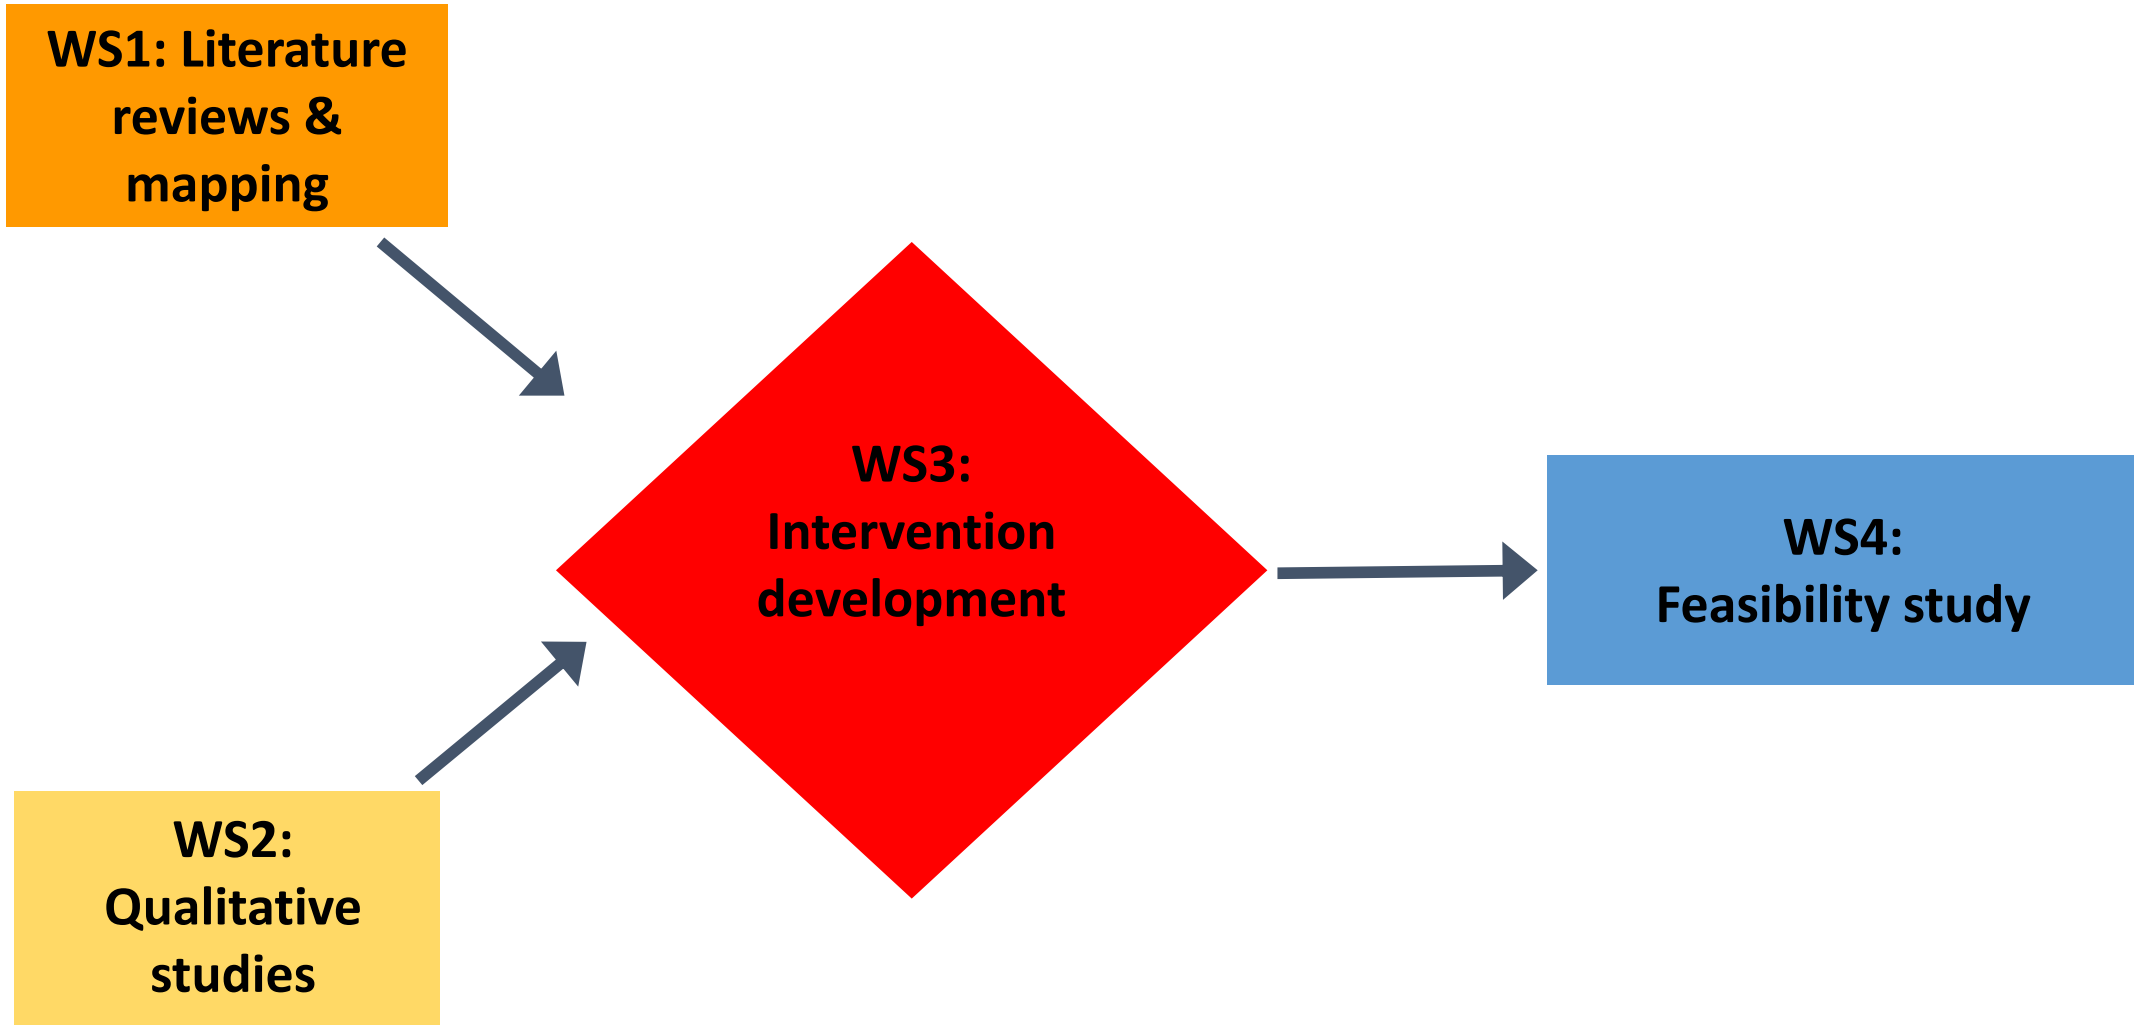 WS1: Literature
reviews &
mapping
WS2:
Qualitative
studies
WS3:
Intervention
development
WS4:
Feasibility study